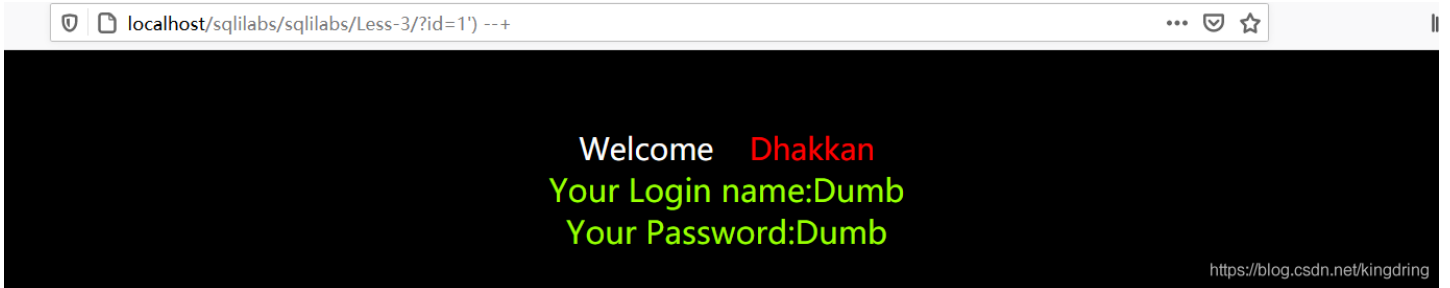 localhost/sqlilabs/sqlilabs/Less-3/?id=1') --+
Welcome Dhakkan
Your Login name:Dumb
Your Password:Dumb
https://blog.csdn.net/kingdring